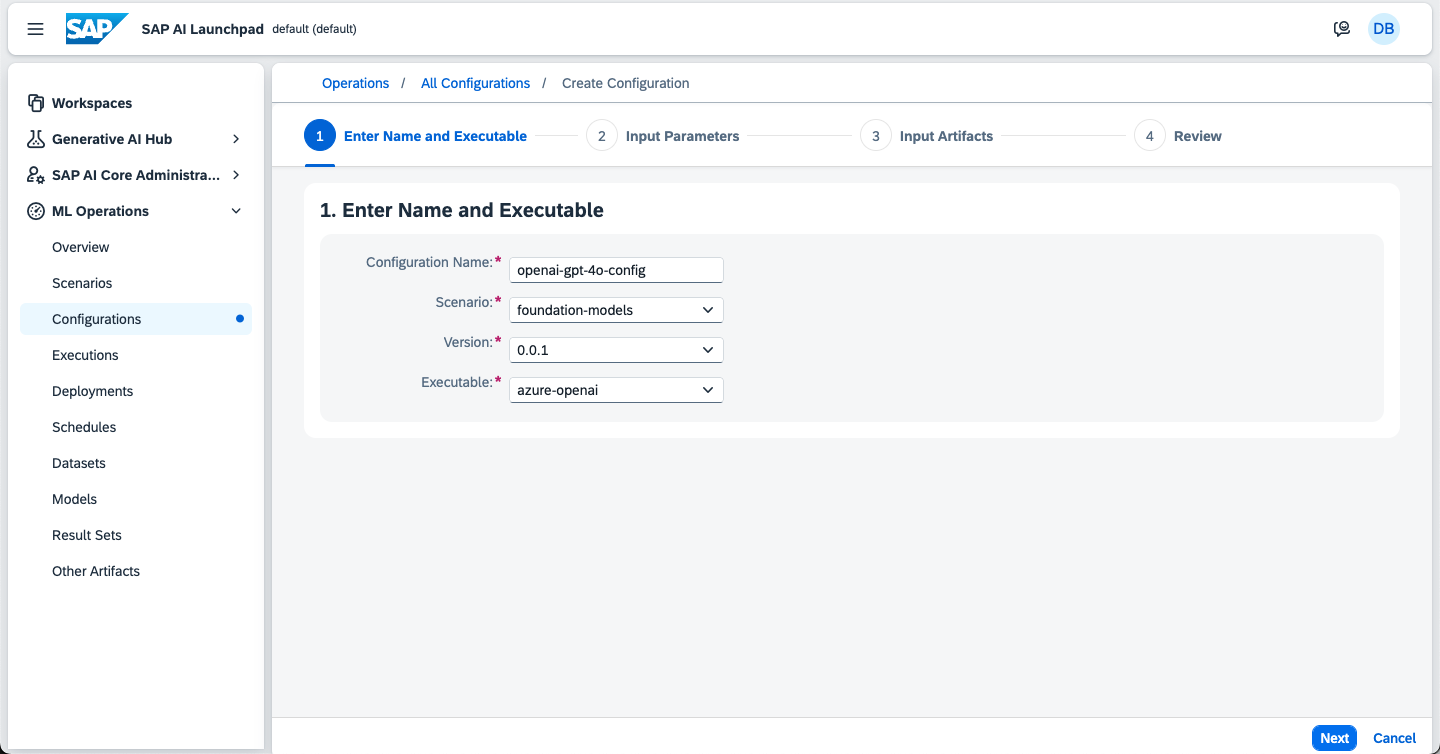 SAP SAP AI Launchpad default (default) DB
Workspaces
Generative AI Hub
SAP AI Core Administra...
ML Operations
Overview
Scenarios
Configurations
Executions
Deployments
Schedules
Datasets
Models
Result Sets
Other Artifacts
Operations / All Configurations / Create Configuration
1 Enter Name and Executable 2 Input Parameters 3 Input Artifacts 4 Review
1. Enter Name and Executable
Configuration Name:* openai-gpt-4o-config
Scenario:* foundation-models
Version:* 0.0.1
Executable:* azure-openai
Next Cancel